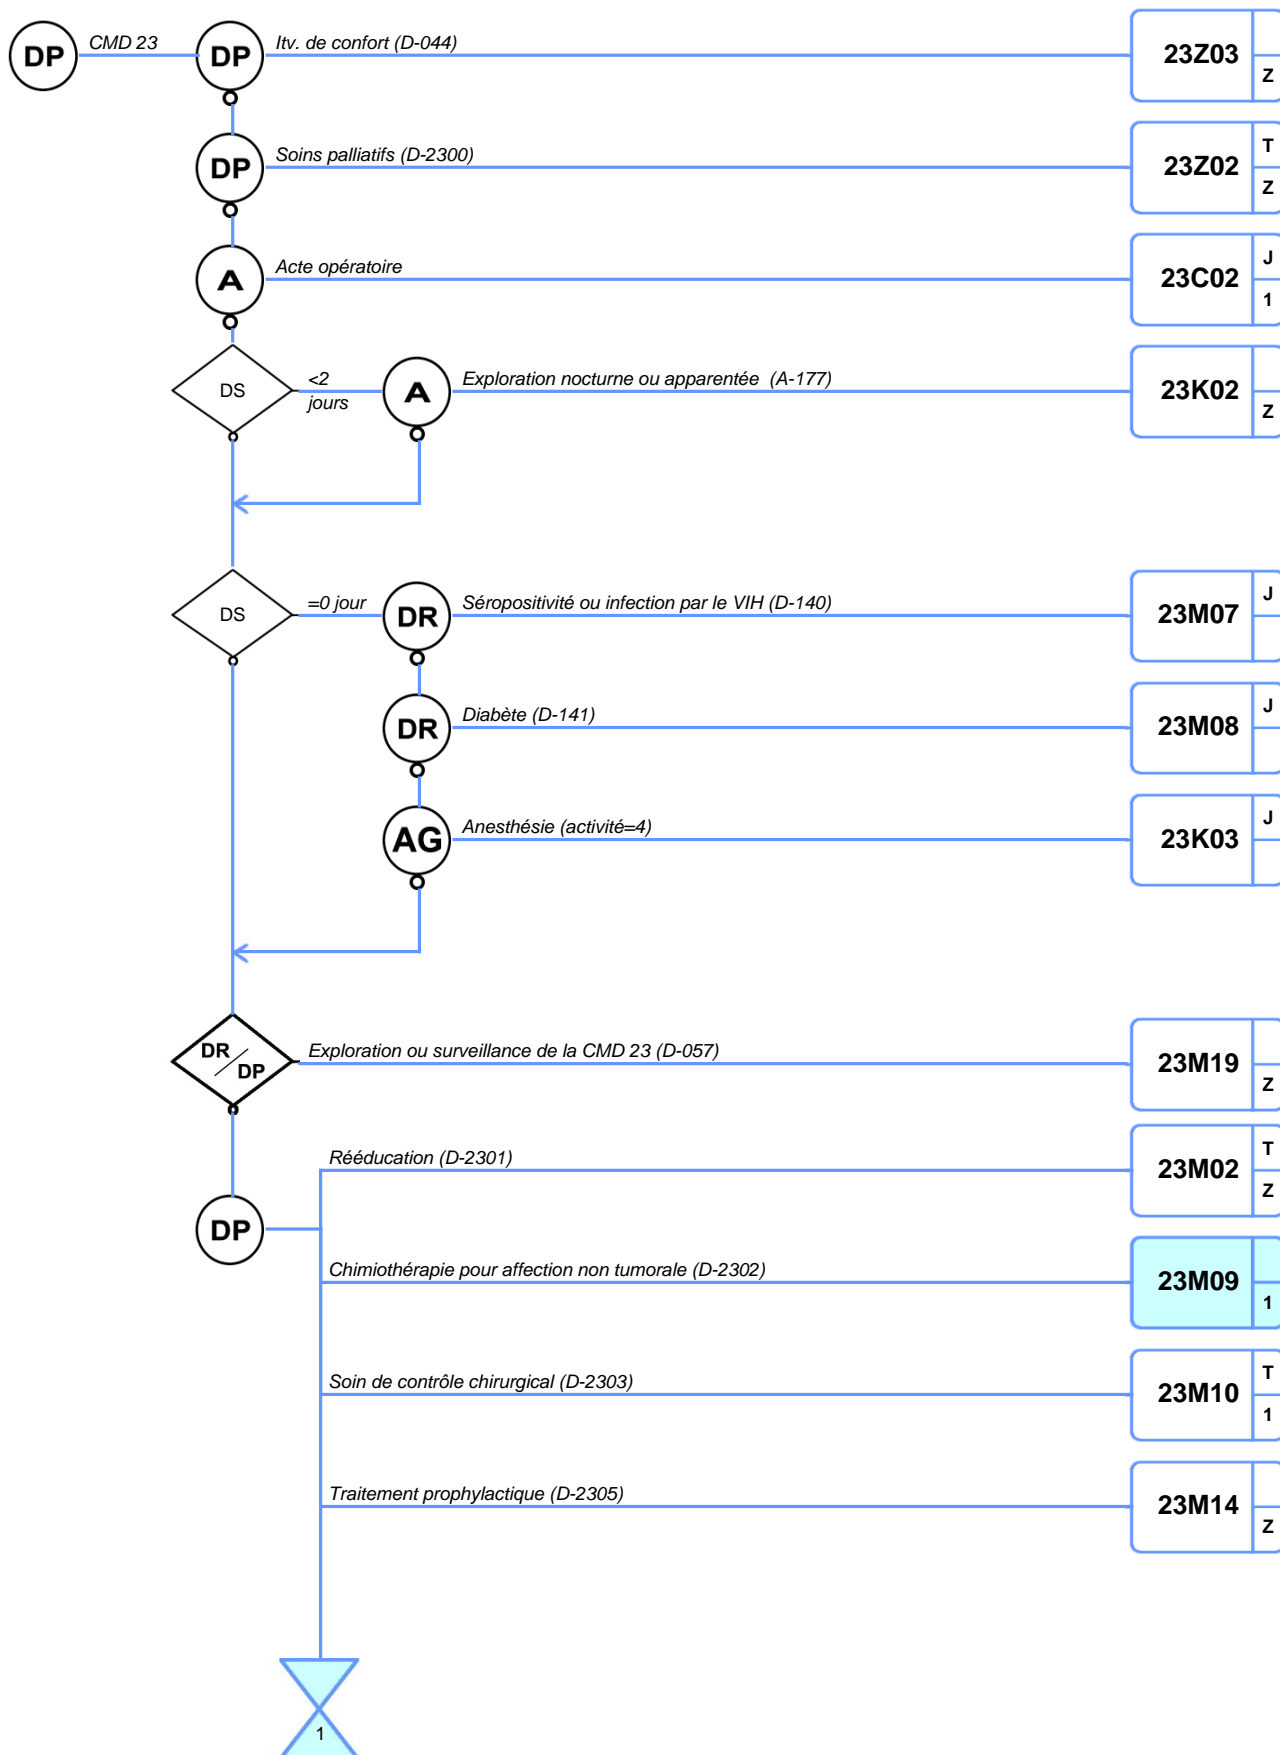 DP CMD 23 DP Itv. de confort (D-044) 23Z03 Z
DP Soins palliatifs (D-2300) 23Z02 T Z
A Acte opératoire 23C02 J 1
DS <2 jours A Exploration nocturne ou apparentée (A-177) 23K02 Z
DS =0 jour DR Séropositivité ou infection par le VIH (D-140) 23M07 J
DR Diabète (D-141) 23M08 J
AG Anesthésie (activité=4) 23K03 J
DR/DP Exploration ou surveillance de la CMD 23 (D-057) 23M19 Z
Rééducation (D-2301) 23M02 T Z
DP
Chimiothérapie pour affection non tumorale (D-2302) 23M09 1
Soin de contrôle chirurgical (D-2303) 23M10 T 1
Traitement prophylactique (D-2305) 23M14 Z
1